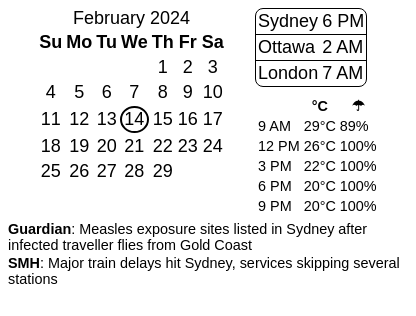 February 2024
Su Mo Tu We Th Fr Sa
1 2 3
4 5 6 7 8 9 10
11 12 13 14 15 16 17
18 19 20 21 22 23 24
25 26 27 28 29
Sydney 6 PM
Ottawa 2 AM
London 7 AM
°C ☂
9 AM 29°C 89%
12 PM 26°C 100%
3 PM 22°C 100%
6 PM 20°C 100%
9 PM 20°C 100%
Guardian: Measles exposure sites listed in Sydney after
infected traveller flies from Gold Coast
SMH: Major train delays hit Sydney, services skipping several
stations